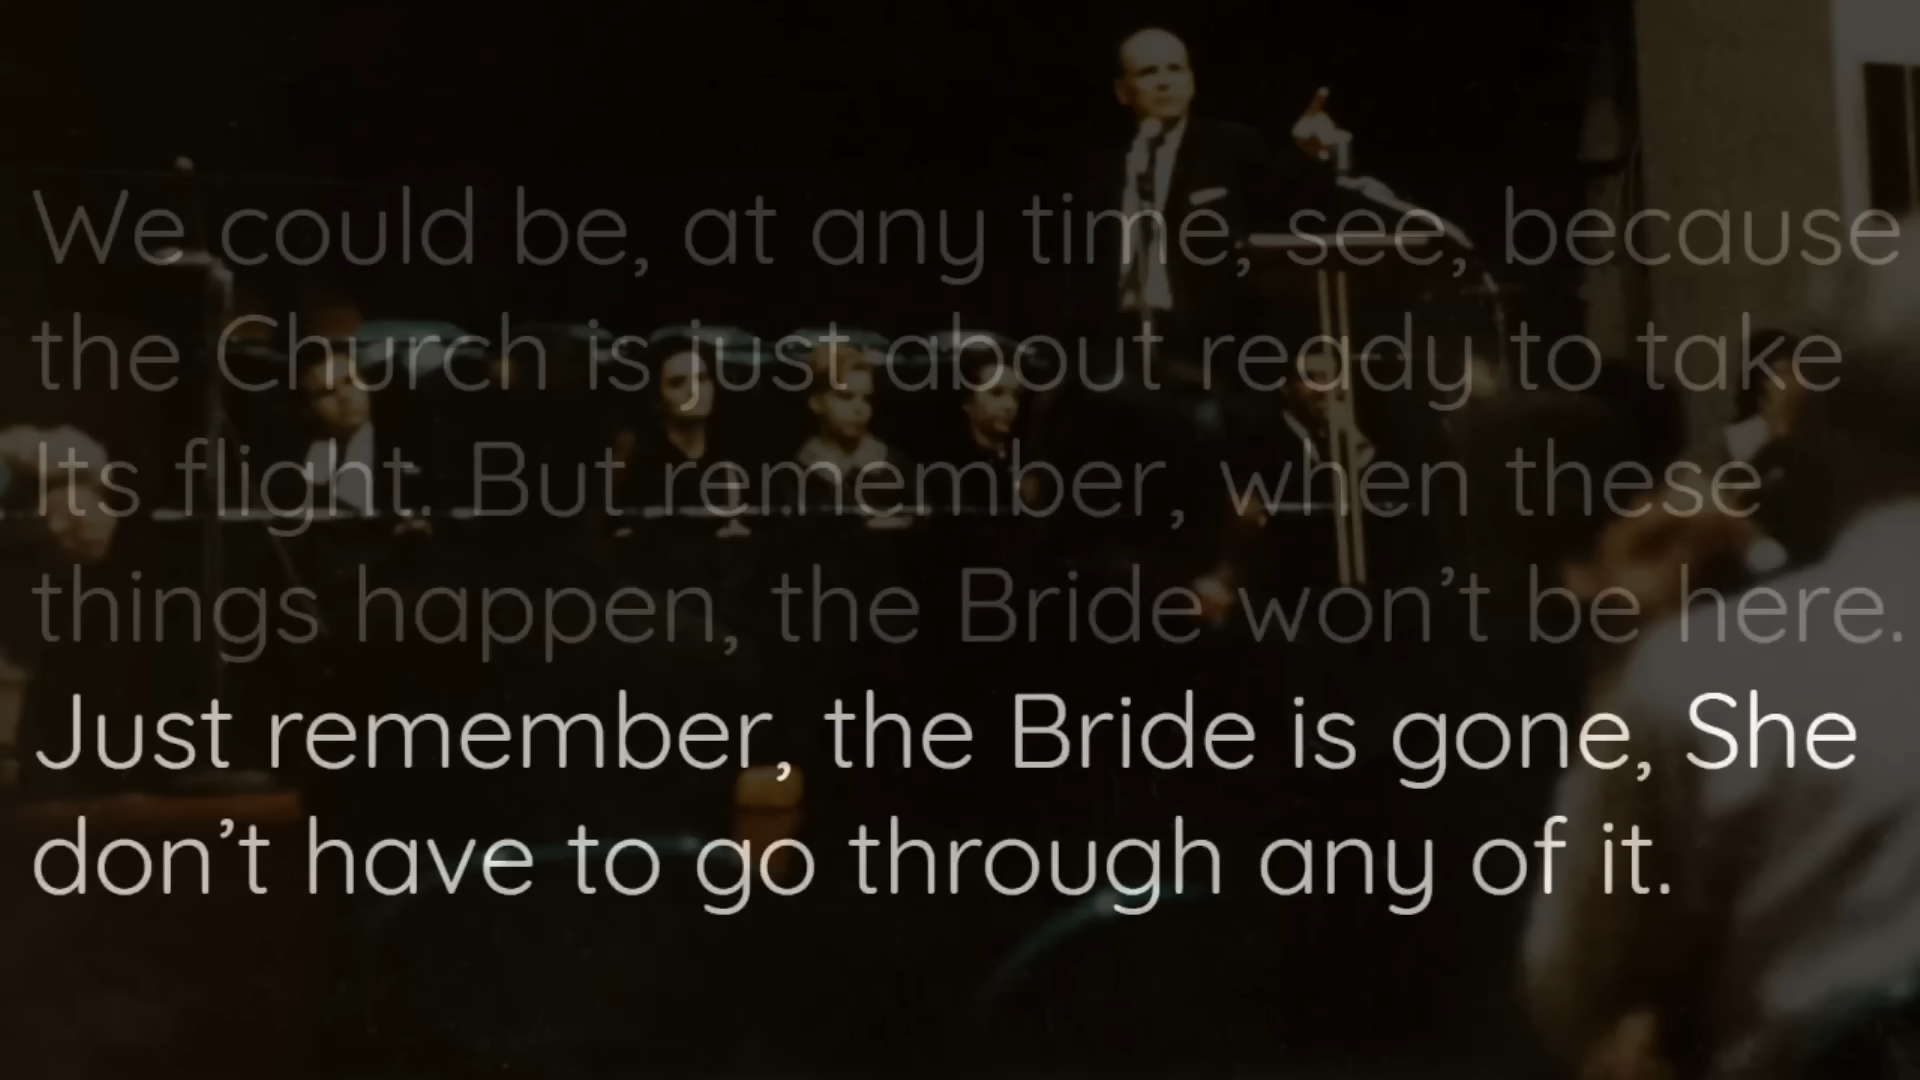 We could be, at any time, see, because
the Church is just about ready to take
Its flight. But remember, when these
things happen, the Bride won't be here.
Just remember, the Bride is gone, She
don't have to go through any of it.